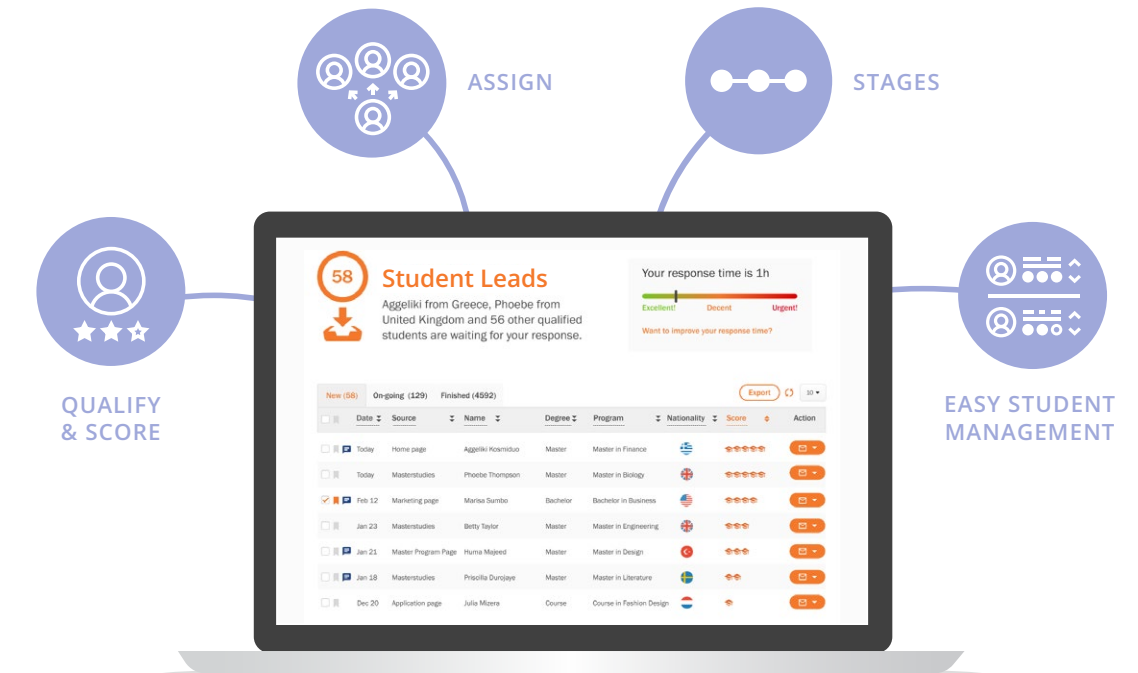 ASSIGN
STAGES
QUALIFY
& SCORE
EASY STUDENT
MANAGEMENT
58
Student Leads
Aggeliki from Greece, Phoebe from
United Kingdom and 56 other qualified
students are waiting for your response.
Your response time is 1h
Excellent! Decent Urgent!
Want to improve your response time?
New (58) On-going (129) Finished (4592) Export 10
Date Source Name Degree Program Nationality Score Action
Today Home page Aggeliki Kosmiduo Master Master in Finance
Today Masterstudies Phoebe Thompson Master Master in Biology
Feb 12 Marketing page Marisa Sumbo Bachelor Bachelor in Business
Jan 23 Masterstudies Betty Taylor Master Master in Engineering
Jan 21 Master Program Page Huma Majeed Master Master in Design
Jan 18 Masterstudies Priscilla Durojaye Master Master in Literature
Dec 20 Application page Julie Mizera Course Course in Fashion Design